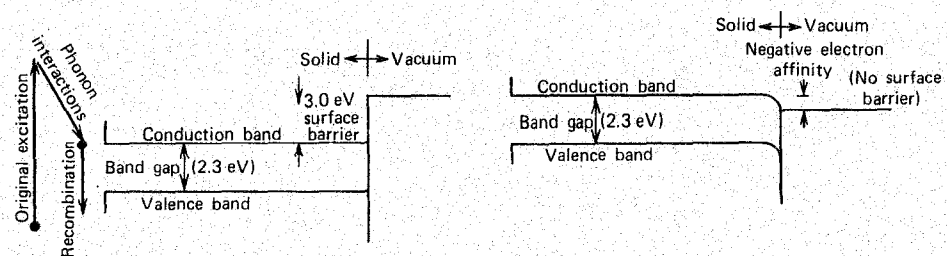 Original excitation
Phonon
interactions
Recombination
Solid
Vacuum
3.0 eV
surface
barrier
Conduction band
Band gap (2.3 eV)
Valence band
Solid
Vacuum
Negative electron
affinity
(No surface
barrier)
Conduction band
Band gap (2.3 eV)
Valence band